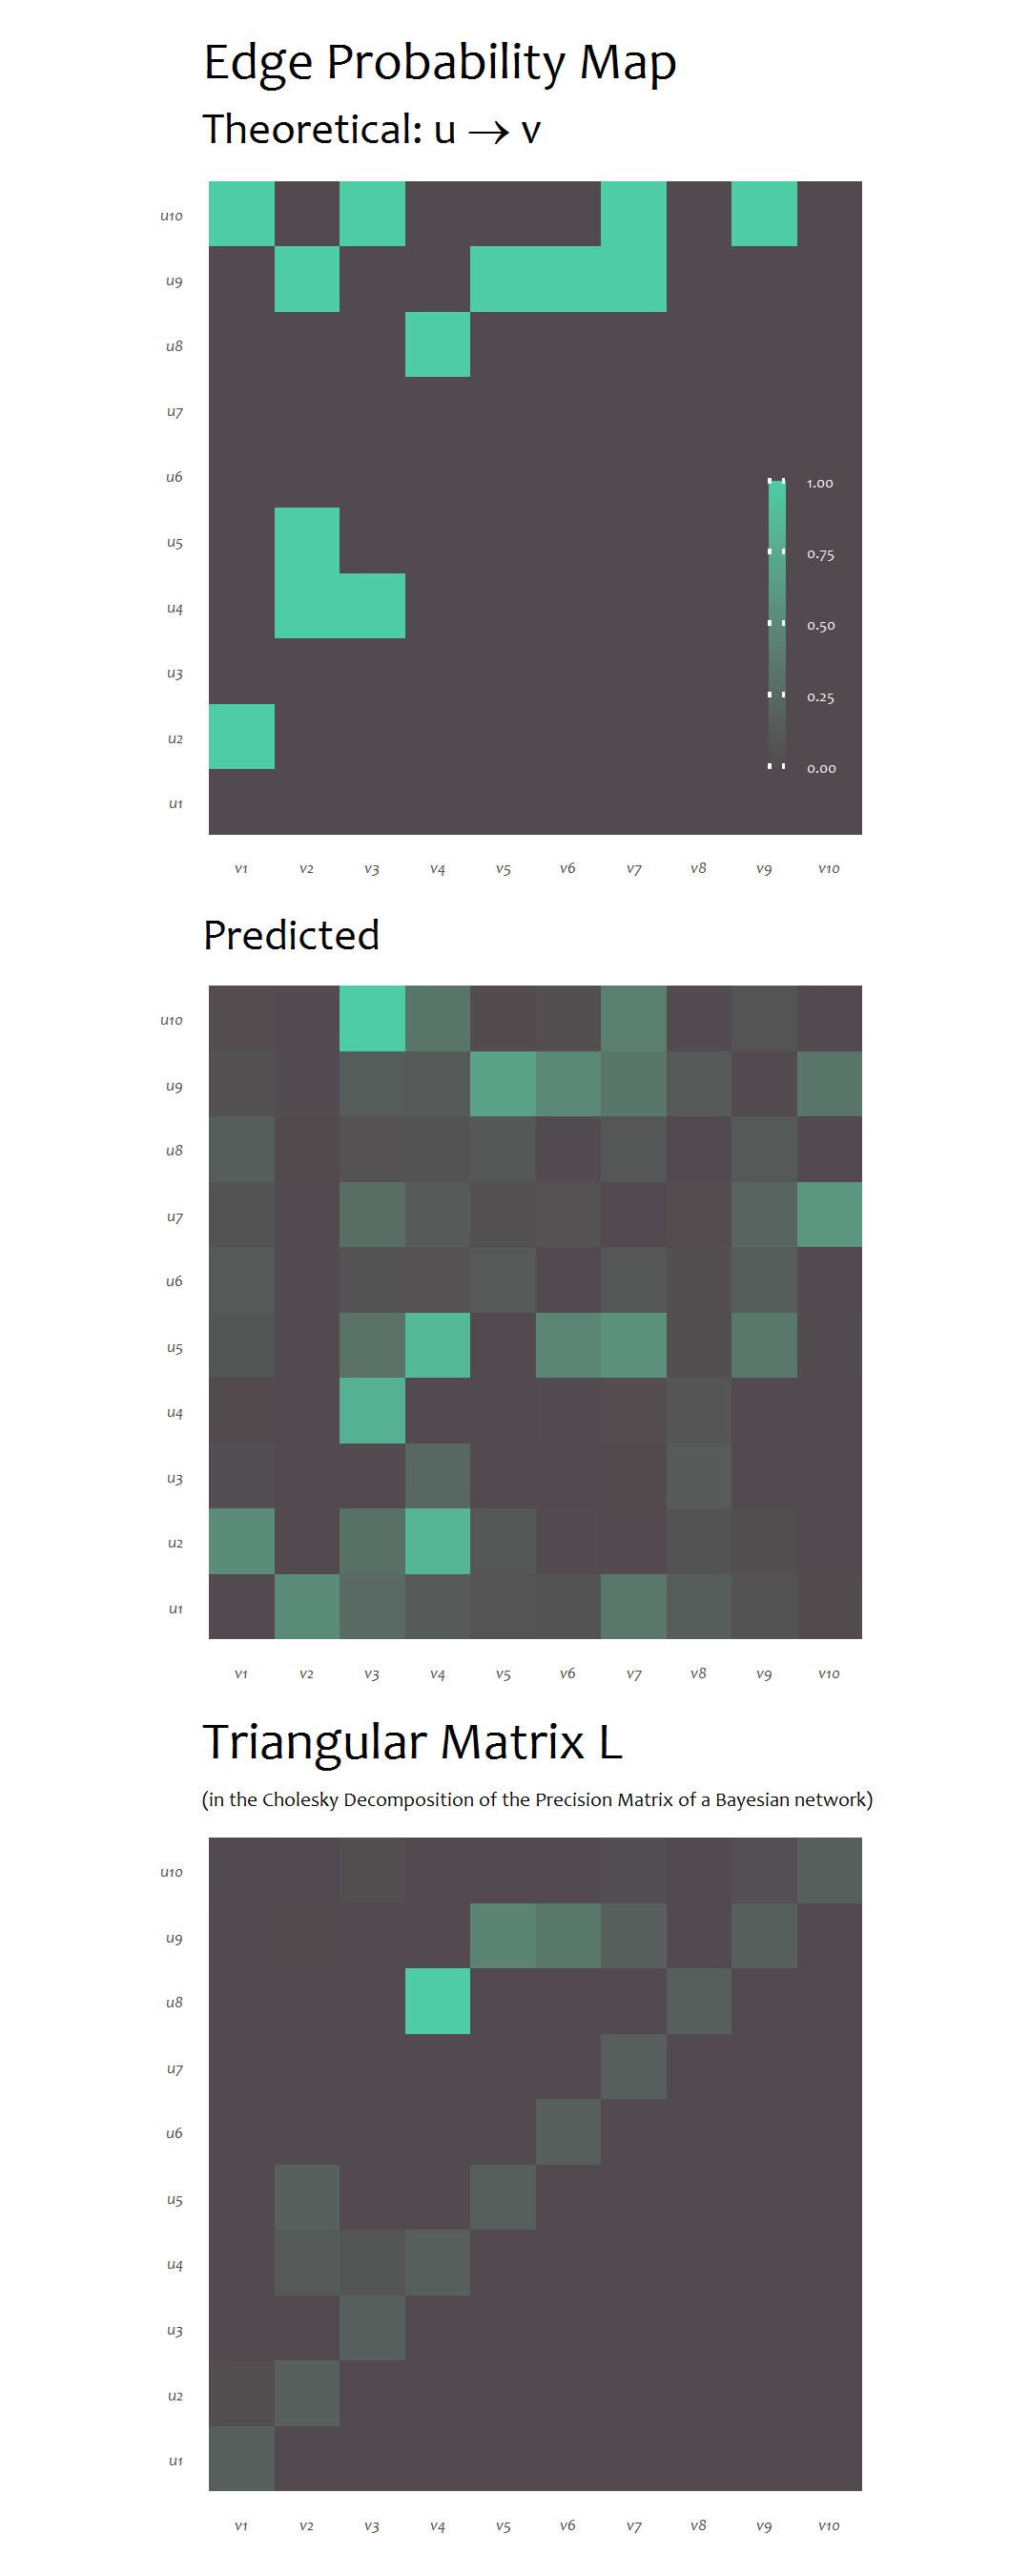 Edge Probability Map
Theoretical: u → v
u10
u9
u8
u7
u6
u5
u4
u3
u2
u1
1.00
0.75
0.50
0.25
0.00
v1 v2 v3 v4 v5 v6 v7 v8 v9 v10
Predicted
u10
u9
u8
u7
u6
u5
u4
u3
u2
u1
v1 v2 v3 v4 v5 v6 v7 v8 v9 v10
Triangular Matrix L
(in the Cholesky Decomposition of the Precision Matrix of a Bayesian network)
u10
u9
u8
u7
u6
u5
u4
u3
u2
u1
v1 v2 v3 v4 v5 v6 v7 v8 v9 v10